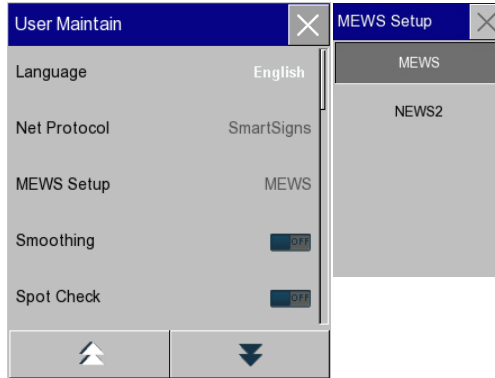 User Maintain
Language English
Net Protocol SmartSigns
MEWS Setup MEWS
Smoothing OFF
Spot Check OFF
MEWS Setup
MEWS
NEWS2